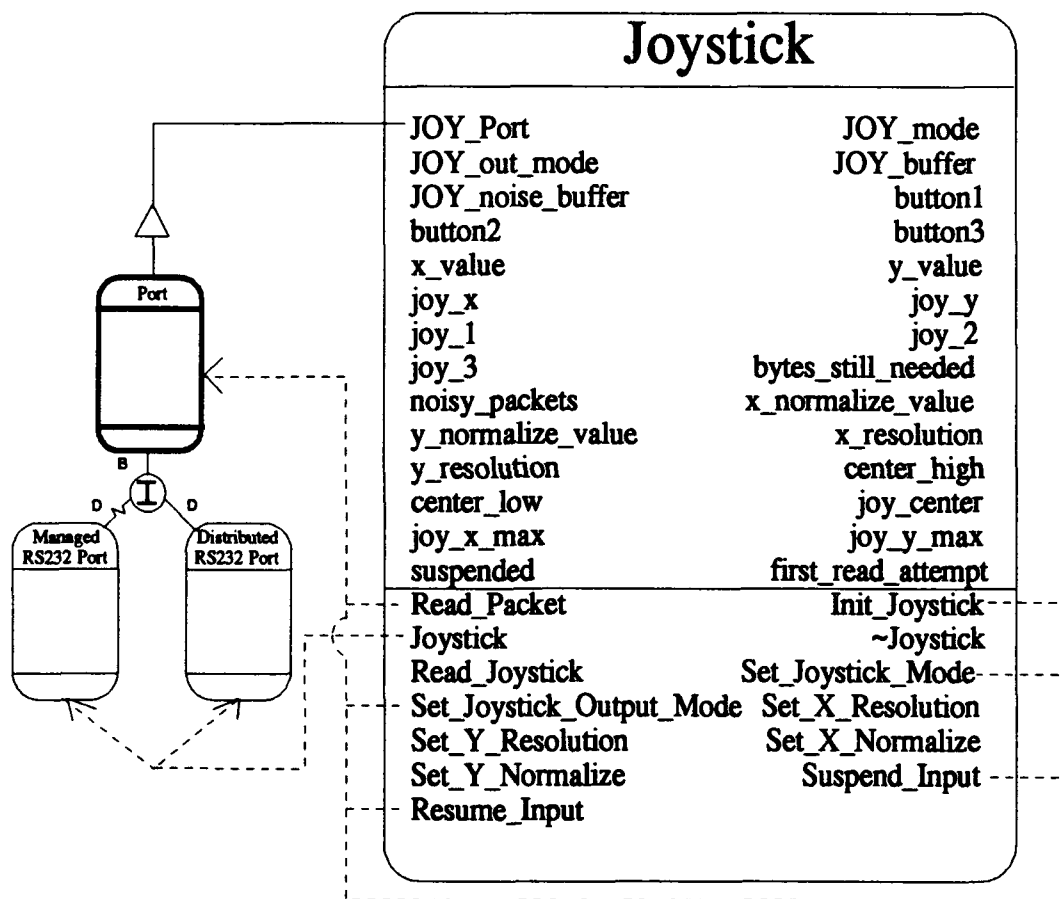 Joystick
JOY_Port JOY_mode
JOY_out_mode JOY_buffer
JOY_noise_buffer button1
button2 button3
x_value y_value
joy_x joy_y
joy_1 joy_2
joy_3 bytes_still_needed
noisy_packets x_normalize_value
y_normalize_value x_resolution
y_resolution center_high
center_low joy_center
joy_x_max joy_y_max
suspended first_read_attempt
Read_Packet Init_Joystick
Joystick ~Joystick
Read_Joystick Set_Joystick_Mode
Set_Joystick_Output_Mode Set_X_Resolution
Set_Y_Resolution Set_X_Normalize
Set_Y_Normalize Suspend_Input
Resume_Input
Port
B
I
D D
Managed
RS232 Port
Distributed
RS232 Port